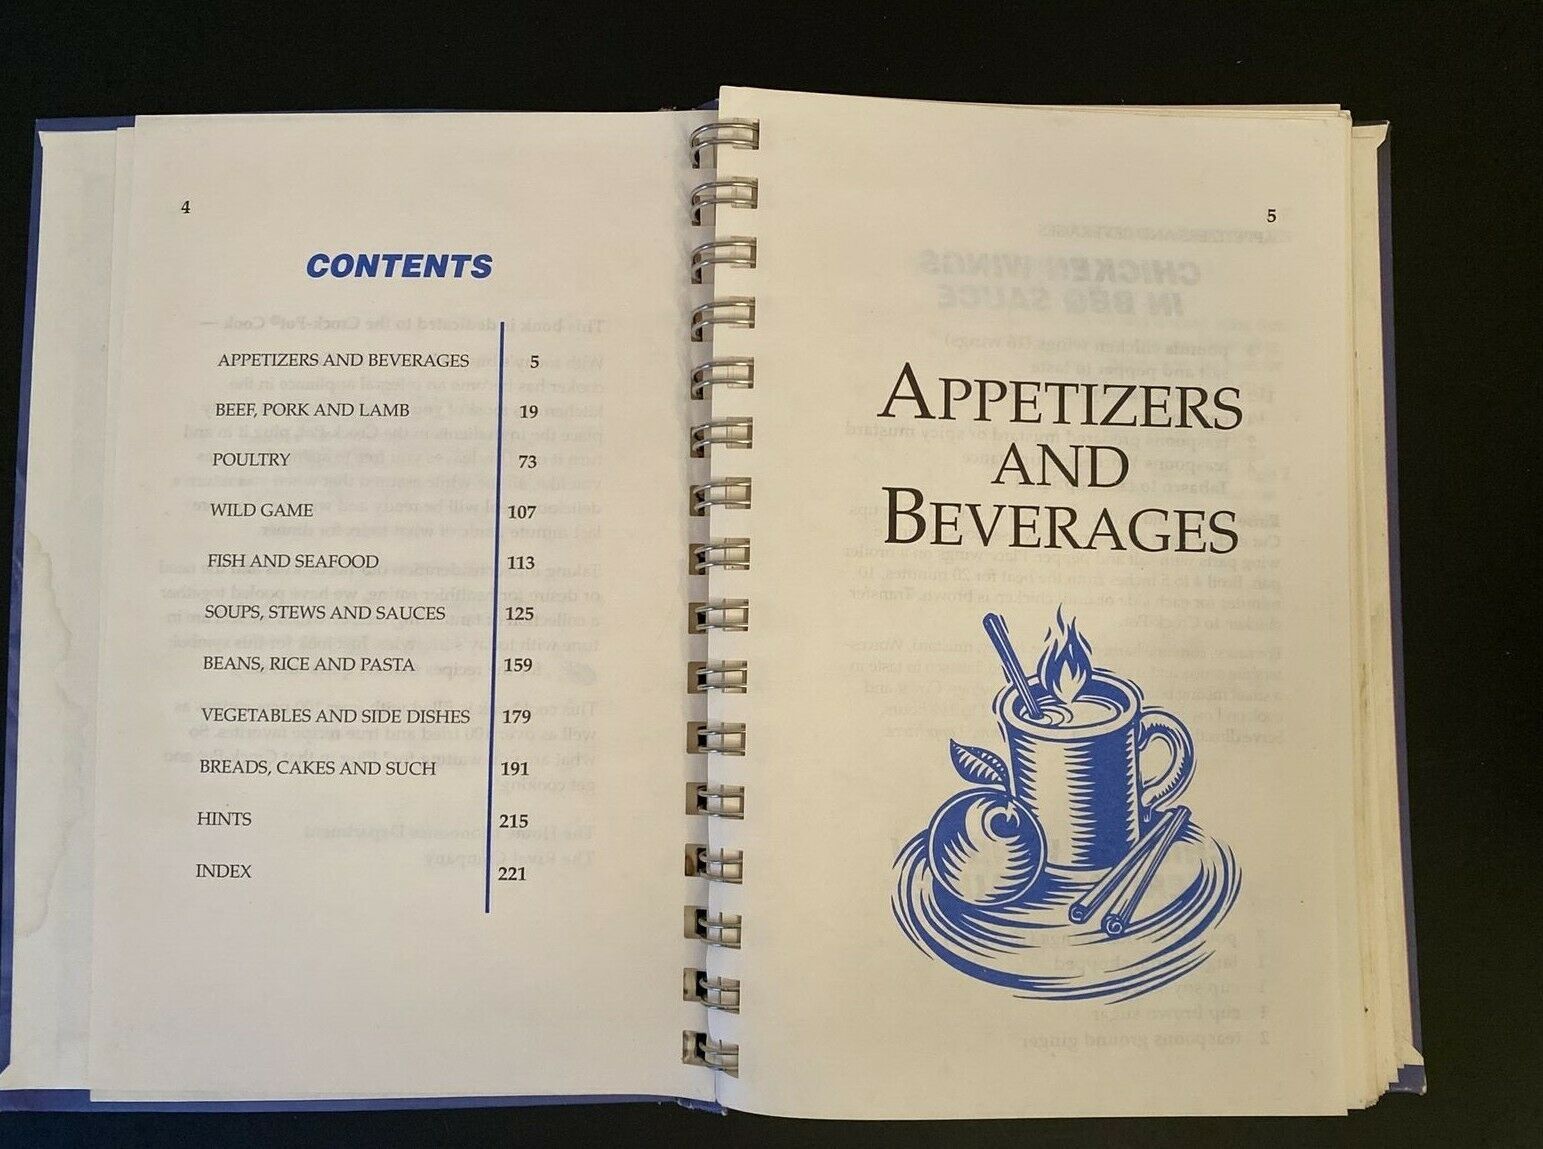 4
CONTENTS
APPETIZERS AND BEVERAGES 5
BEEF, PORK AND LAMB 19
POULTRY 73
WILD GAME 107
FISH AND SEAFOOD 113
SOUPS, STEWS AND SAUCES 125
BEANS, RICE AND PASTA 159
VEGETABLES AND SIDE DISHES 179
BREADS, CAKES AND SUCH 191
HINTS 215
INDEX 221
5
APPETIZERS
AND
BEVERAGES